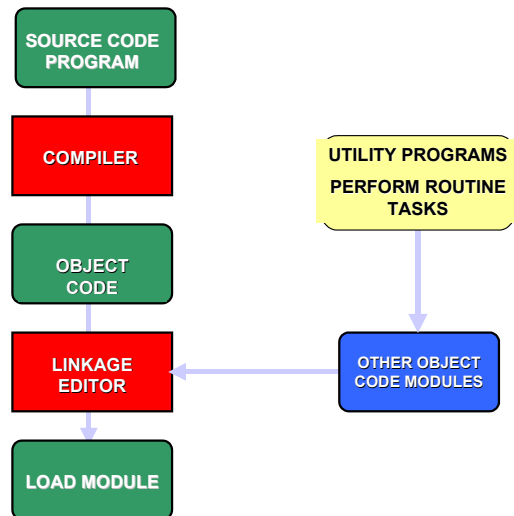 SOURCE CODE
PROGRAM
COMPILER
UTILITY PROGRAMS
PERFORM ROUTINE
TASKS
OBJECT
CODE
LINKAGE
EDITOR
OTHER OBJECT
CODE MODULES
LOAD MODULE